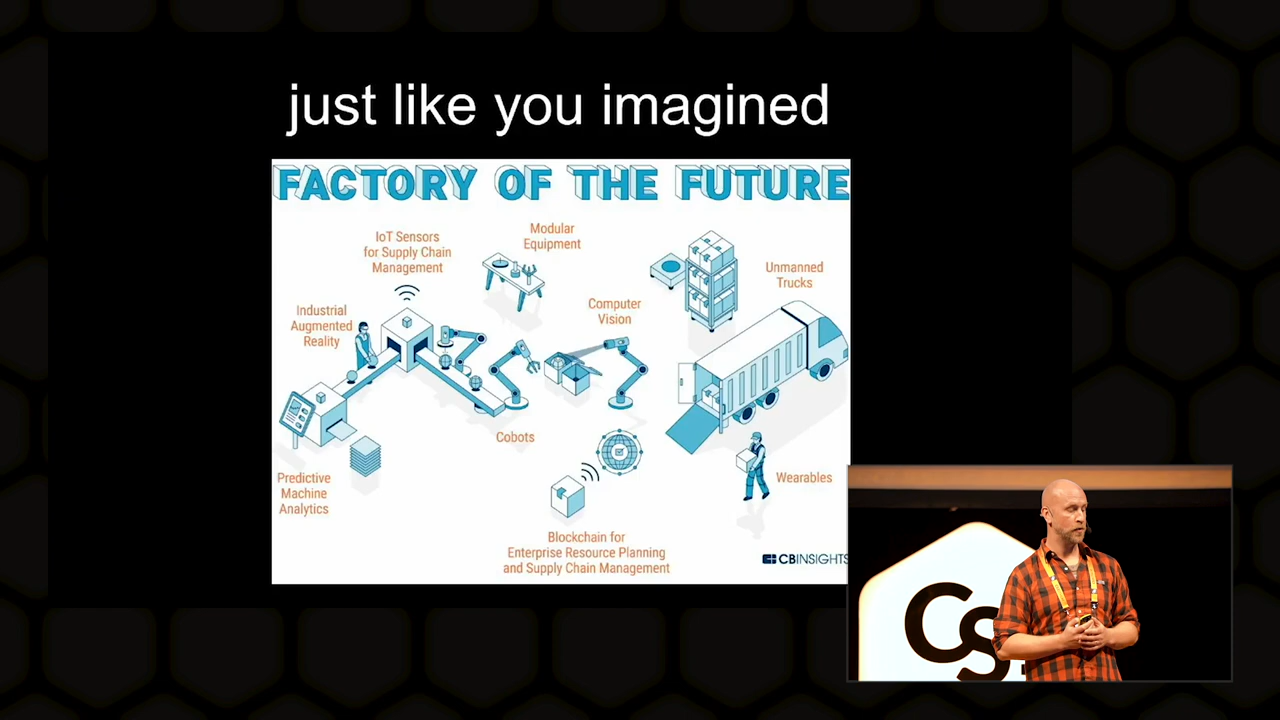 just like you imagined
FACTORY OF THE FUTURE
IoT Sensors
for Supply Chain
Management
Modular
Equipment
Unmanned
Trucks
Industrial
Augmented
Reality
Computer
Vision
Cobots
Predictive
Machine
Analytics
Wearables
Blockchain for
Enterprise Resource Planning
and Supply Chain Management
CBINSIGHTS
CS